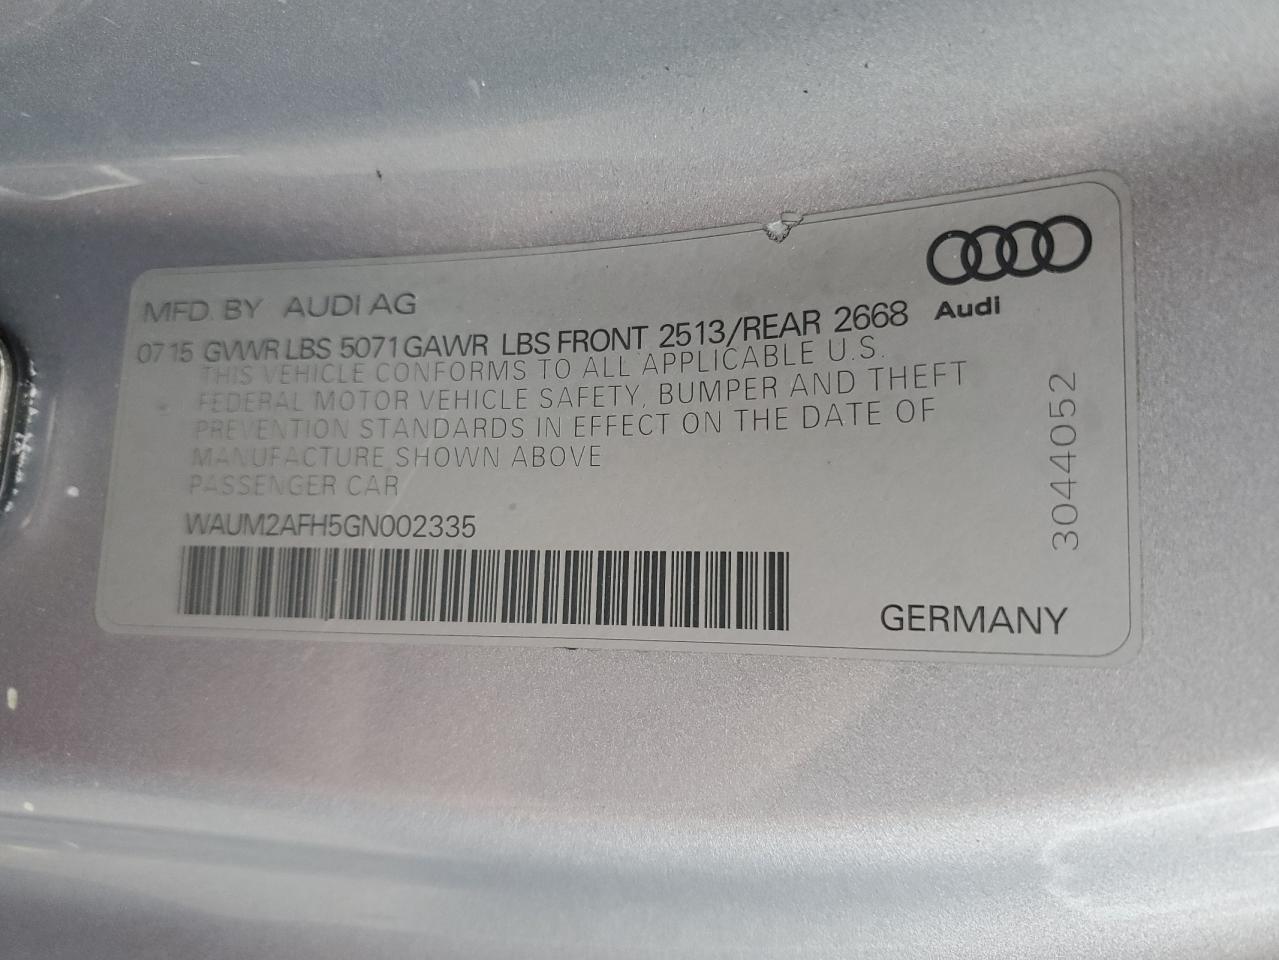 MFD. BY AUDI AG
07 15 GVWR LBS 5071 GAWR LBS FRONT 2513/REAR 2668
THIS VEHICLE CONFORMS TO ALL APPLICABLE U.S.
FEDERAL MOTOR VEHICLE SAFETY, BUMPER AND THEFT
PREVENTION STANDARDS IN EFFECT ON THE DATE OF
MANUFACTURE SHOWN ABOVE
PASSENGER CAR
WAUM2AFH5GN002335
Audi
3044052
GERMANY